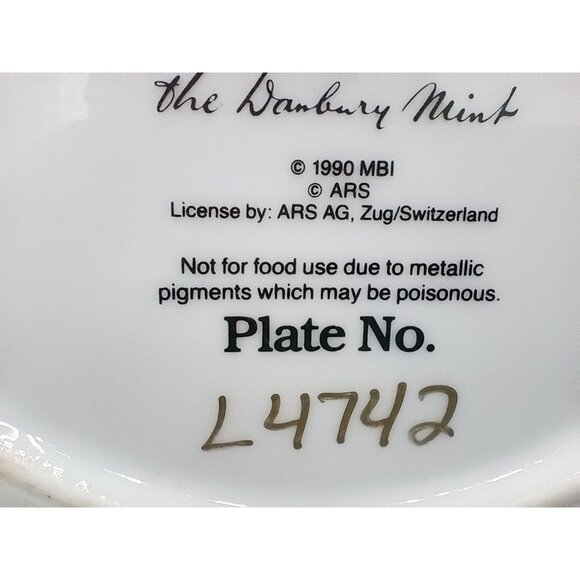 the Danbury Mint
© 1990 MBI
© ARS
License by: ARS AG, Zug/Switzerland
Not for food use due to metallic
pigments which may be poisonous.
Plate No.
L4742